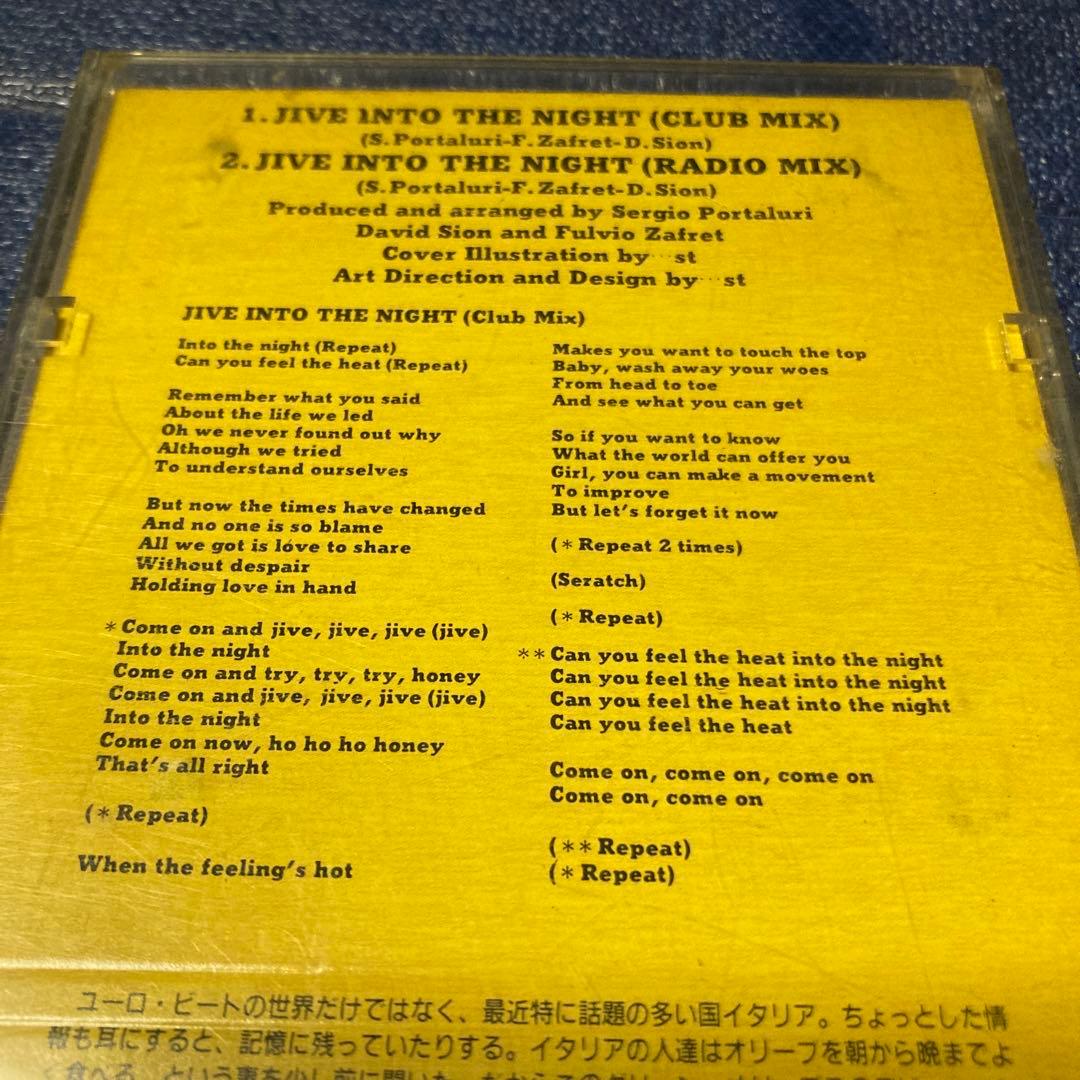 1. JIVE INTO THE NIGHT (CLUB MIX)
(S. Portaluri-F. Zafret-D. Sion)
2. JIVE INTO THE NIGHT (RADIO MIX)
(S. Portaluri-F. Zafret-D. Sion)
Produced and arranged by Sergio Portaluri
David Sion and Fulvio Zafret
Cover Illustration by…st
Art Direction and Design by…st
JIVE INTO THE NIGHT (Club Mix)
Into the night (Repeat)
Can you feel the heat (Repeat)
Remember what you said
About the life we led
Oh we never found out why
Although we tried
To understand ourselves
But now the times have changed
And no one is so blame
All we got is love to share
Without despair
Holding love in hand
*Come on and jive, jive, jive (jive)
Into the night
Come on and try, try, try, honey
Come on and jive, jive, jive (jive)
Into the night
Come on now, ho ho ho honey
That's all right
(*Repeat)
When the feeling's hot
Makes you want to touch the top
Baby, wash away your woes
From head to toe
And see what you can get
So if you want to know
What the world can offer you
Girl, you can make a movement
To improve
But let's forget it now
(*Repeat 2 times)
(Seratch)
(*Repeat)
**Can you feel the heat into the night
Can you feel the heat into the night
Can you feel the heat into the night
Can you feel the heat
Come on, come on, come on
Come on, come on
(**Repeat)
(*Repeat)
ユーロ・ビートの世界だけではなく、最近特に話題の多い国イタリア。ちょっとした情
報も耳にすると、記憶に残っていたりする。イタリアの人達はオリーブを朝から晩までよ